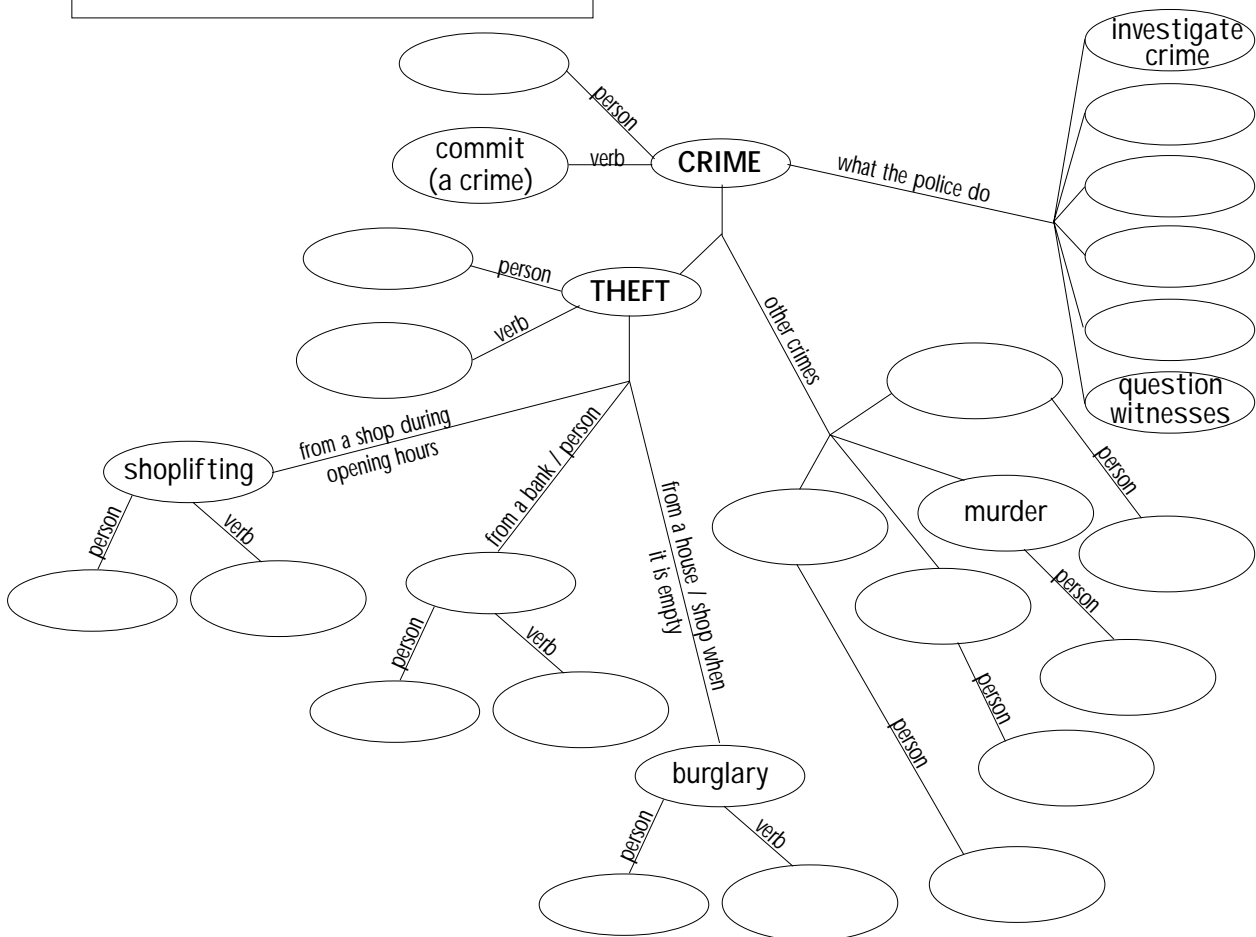 investigate
crime
person
commit
(a crime)
verb
CRIME
what the police do
person
THEFT
verb
other crimes
question
witnesses
from a shop during
opening hours
shoplifting
from a bank / person
from a house / shop when
it is empty
person
murder
person
verb
person
person
verb
person
person
burglary
person
verb